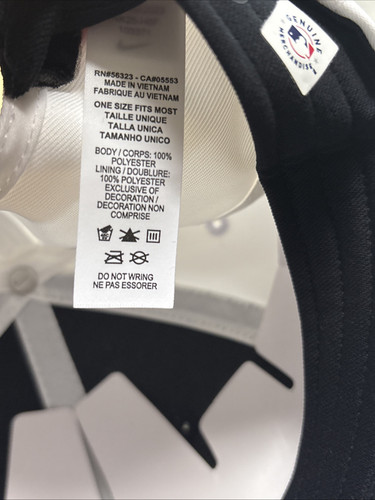 GENUINE
MERCHANDISE
RN#56323 - CA#05553
MADE IN VIETNAM
FABRIQUE AU VIETNAM
ONE SIZE FITS MOST
TAILLE UNIQUE
TALLA UNICA
TAMANHO UNICO
BODY / CORPS: 100%
POLYESTER
LINING / DOUBLURE:
100% POLYESTER
EXCLUSIVE OF
DECORATION /
DECORATION NON
COMPRISE
DO NOT WRING
NE PAS ESSORER